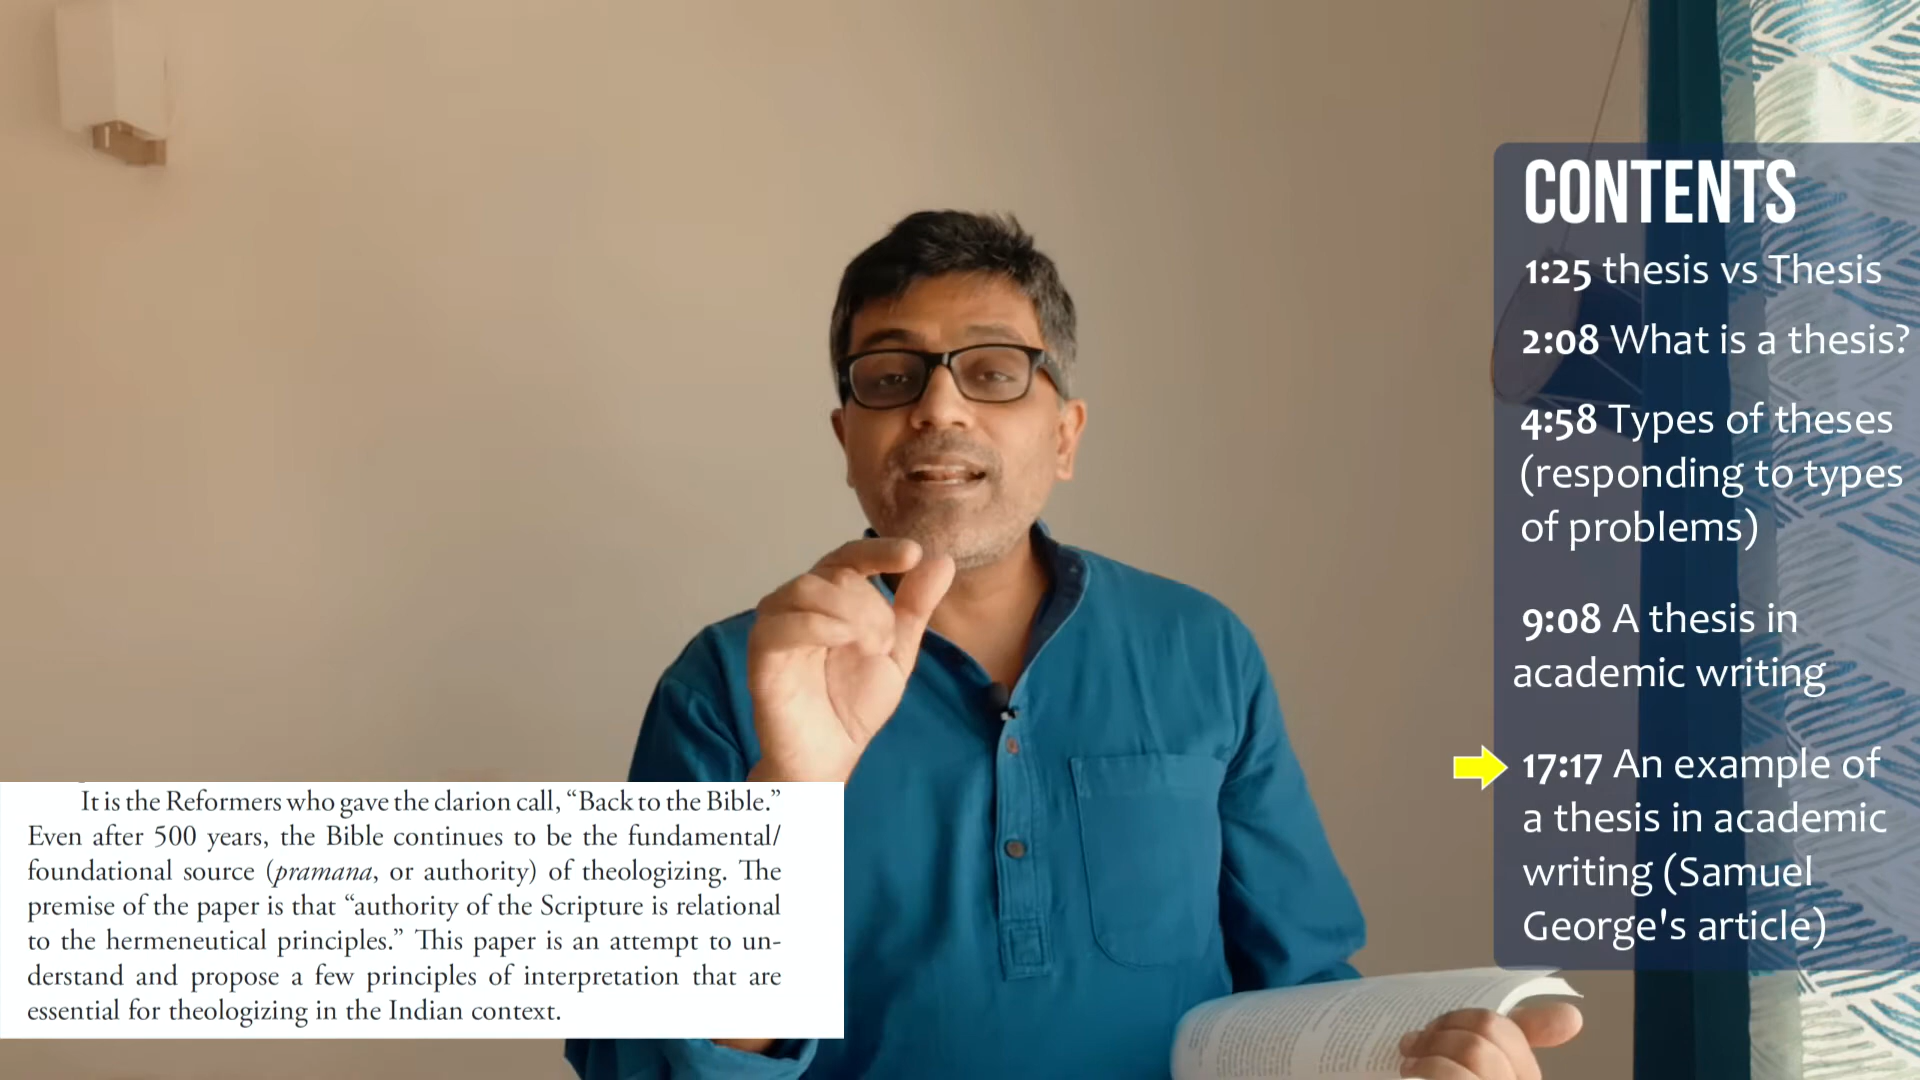 CONTENTS
1:25 thesis vs Thesis
2:08 What is a thesis?
4:58 Types of theses
(responding to types
of problems)
9:08 A thesis in
academic writing
17:17 An example of
a thesis in academic
writing (Samuel
George's article)
It is the Reformers who gave the clarion call, “Back to the Bible.”
Even after 500 years, the Bible continues to be the fundamental/
foundational source (pramana, or authority) of theologizing. The
premise of the paper is that “authority of the Scripture is relational
to the hermeneutical principles.” This paper is an attempt to un-
derstand and propose a few principles of interpretation that are
essential for theologizing in the Indian context.